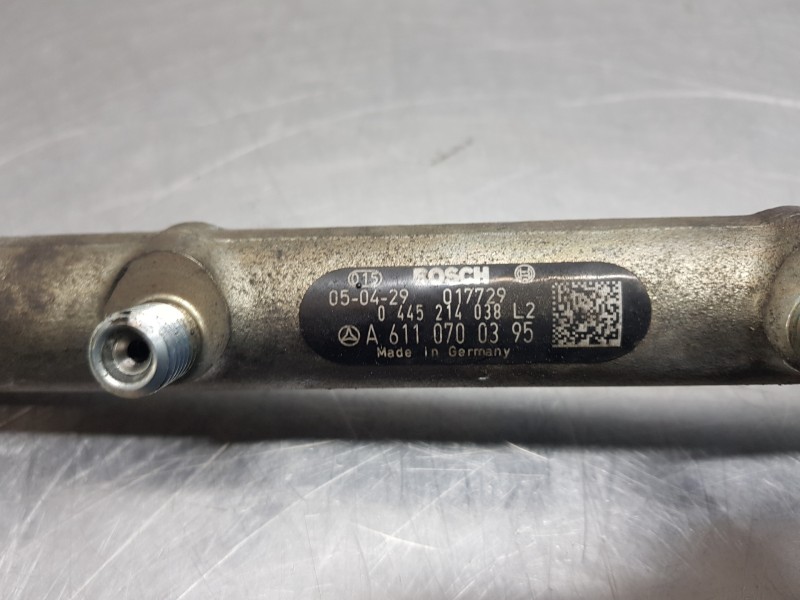 015 BOSCH
05-04-29 017729
0 445 214 038 L2
A 611 070 03 95
Made in Germany